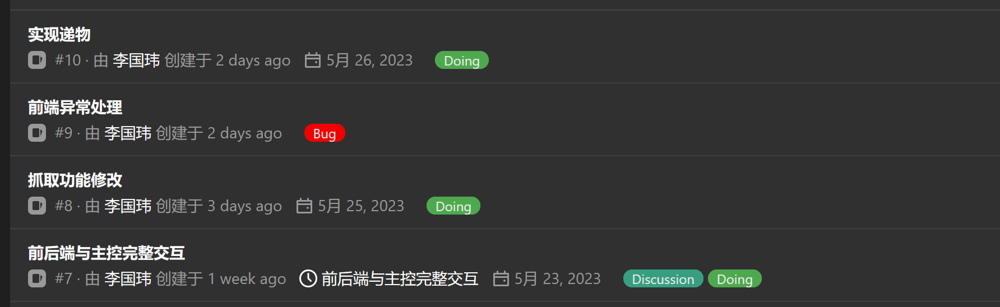 实现递物
#10 · 由 李国玮 创建于 2 days ago 5月 26, 2023 Doing
前端异常处理
#9 · 由 李国玮 创建于 2 days ago Bug
抓取功能修改
#8 · 由 李国玮 创建于 3 days ago 5月 25, 2023 Doing
前后端与主控完整交互
#7 · 由 李国玮 创建于 1 week ago 前后端与主控完整交互 5月 23, 2023 Discussion Doing